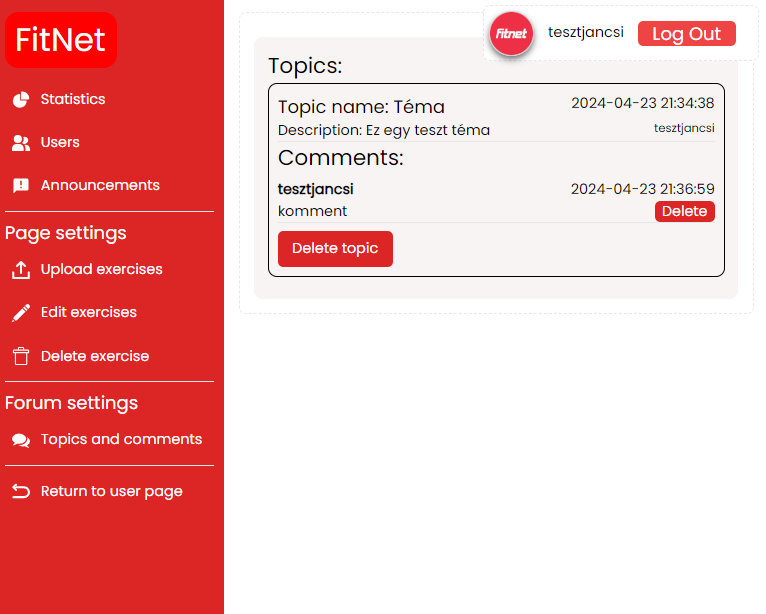 FitNet
Statistics
Users
Announcements
Page settings
Upload exercises
Edit exercises
Delete exercise
Forum settings
Topics and comments
Return to user page
Fitnet
tesztjancsi
Log Out
Topics:
Topic name: Téma
2024-04-23 21:34:38
Description: Ez egy teszt téma
tesztjancsi
Comments:
tesztjancsi
2024-04-23 21:36:59
komment
Delete
Delete topic